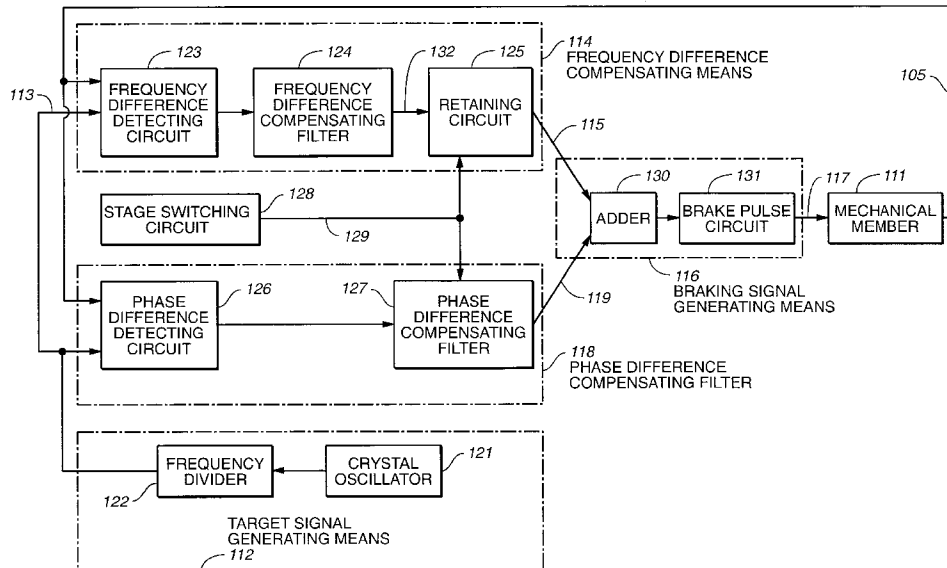 123
124
132
125
114
FREQUENCY DIFFERENCE
COMPENSATING MEANS
105
113
FREQUENCY
DIFFERENCE
DETECTING
CIRCUIT
FREQUENCY
DIFFERENCE
COMPENSATING
FILTER
RETAINING
CIRCUIT
115
128
STAGE SWITCHING
CIRCUIT
129
130
131
117
111
ADDER
BRAKE PULSE
CIRCUIT
MECHANICAL
MEMBER
126
127
119
116
BRAKING SIGNAL
GENERATING MEANS
PHASE
DIFFERENCE
DETECTING
CIRCUIT
PHASE
DIFFERENCE
COMPENSATING
FILTER
118
PHASE DIFFERENCE
COMPENSATING FILTER
FREQUENCY
DIVIDER
122
CRYSTAL
OSCILLATOR
121
TARGET SIGNAL
GENERATING MEANS
112